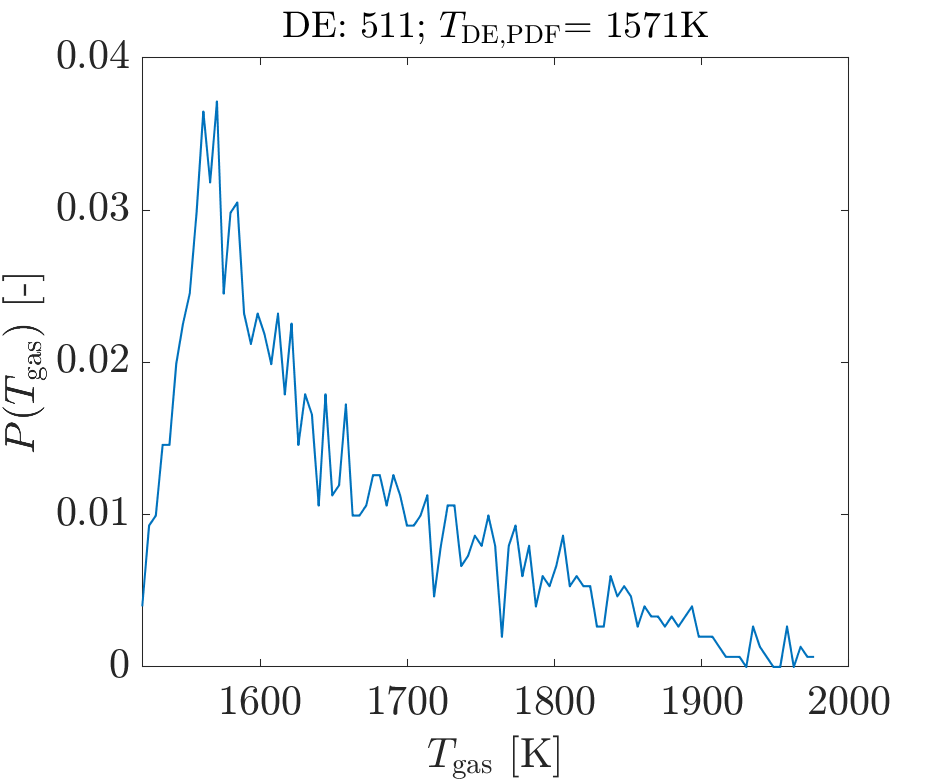 DE: 511; T_DE,PDF= 1571K
0.04
0.03
0.02
0.01
0
P(T_gas) [-]
1600 1700 1800 1900 2000
T_gas [K]